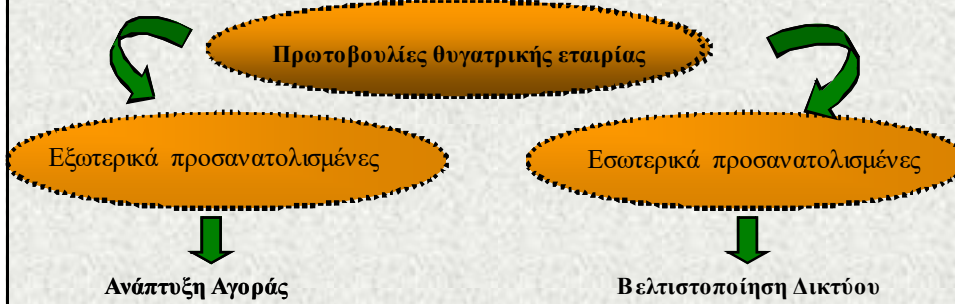 Πρωτοβουλίες θυγατρικής εταιρίας
Εξωτερικά προσανατολισμένες
Εσωτερικά προσανατολισμένες
Ανάπτυξη Αγοράς
Βελτιστοποίηση Δικτύου